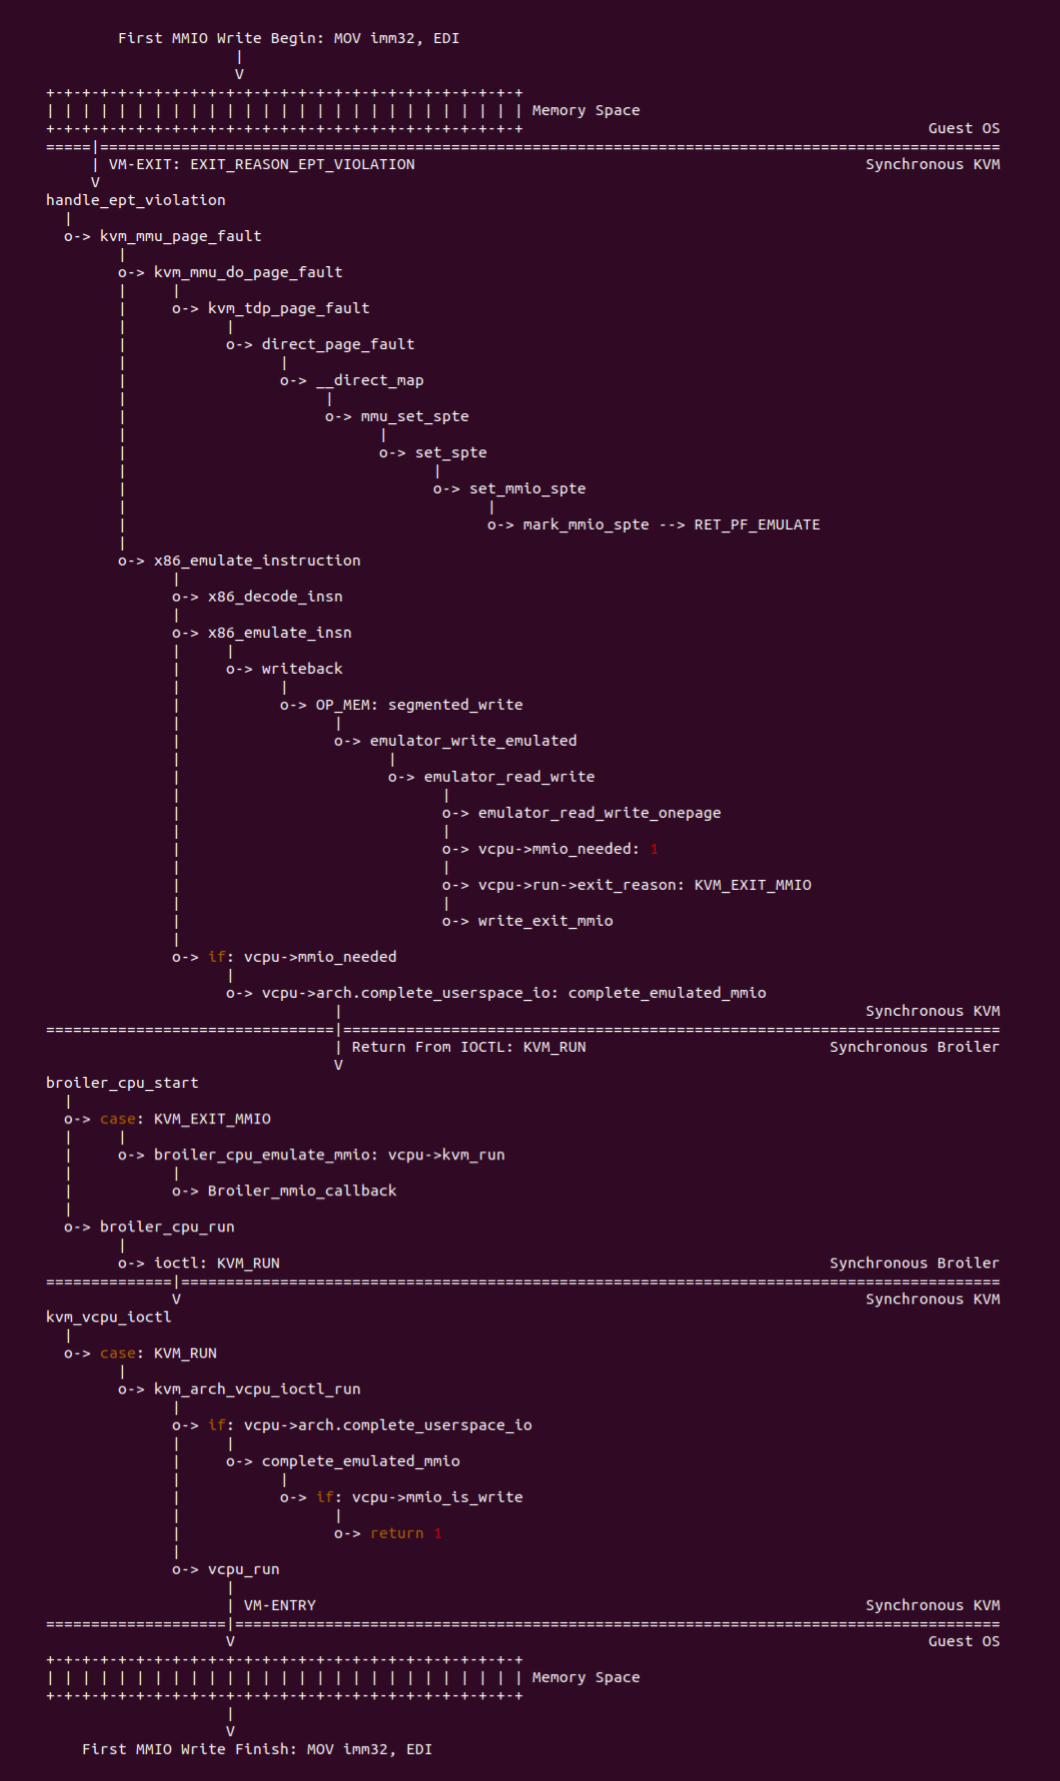 First MMIO Write Begin: MOV imm32, EDI
|
V
+-+-+-+-+-+-+-+-+-+-+-+-+-+-+-+-+-+-+-+-+-+-+-+-+-+-+
| | | | | | | | | | | | | | | | | | | | | | | | | | | Memory Space
+-+-+-+-+-+-+-+-+-+-+-+-+-+-+-+-+-+-+-+-+-+-+-+-+-+-+ Guest OS
=====|====================================================================================================
| VM-EXIT: EXIT_REASON_EPT_VIOLATION Synchronous KVM
V
handle_ept_violation
|
o-> kvm_mmu_page_fault
|
o-> kvm_mmu_do_page_fault
| |
| o-> kvm_tdp_page_fault
| |
| o-> direct_page_fault
| |
| o-> __direct_map
| |
| o-> mmu_set_spte
| |
| o-> set_spte
| |
| o-> set_mmio_spte
| |
| o-> mark_mmio_spte --> RET_PF_EMULATE
|
o-> x86_emulate_instruction
|
o-> x86_decode_insn
|
o-> x86_emulate_insn
| |
| o-> writeback
| |
| o-> OP_MEM: segmented_write
| |
| o-> emulator_write_emulated
| |
| o-> emulator_read_write
| |
| o-> emulator_read_write_onepage
| |
| o-> vcpu->mmio_needed: 1
| |
| o-> vcpu->run->exit_reason: KVM_EXIT_MMIO
| |
| o-> write_exit_mmio
|
o-> if: vcpu->mmio_needed
|
o-> vcpu->arch.complete_userspace_io: complete_emulated_mmio
| Synchronous KVM
================================|=========================================================================
| Return From IOCTL: KVM_RUN Synchronous Broiler
V
broiler_cpu_start
|
o-> case: KVM_EXIT_MMIO
| |
| o-> broiler_cpu_emulate_mmio: vcpu->kvm_run
| |
| o-> Broiler_mmio_callback
|
o-> broiler_cpu_run
|
o-> ioctl: KVM_RUN Synchronous Broiler
==============|===========================================================================================
V Synchronous KVM
kvm_vcpu_ioctl
|
o-> case: KVM_RUN
|
o-> kvm_arch_vcpu_ioctl_run
|
o-> if: vcpu->arch.complete_userspace_io
| |
| o-> complete_emulated_mmio
| |
| o-> if: vcpu->mmio_is_write
| |
| o-> return 1
|
o-> vcpu_run
|
| VM-ENTRY Synchronous KVM
====================|=====================================================================================
V Guest OS
+-+-+-+-+-+-+-+-+-+-+-+-+-+-+-+-+-+-+-+-+-+-+-+-+-+-+
| | | | | | | | | | | | | | | | | | | | | | | | | | | Memory Space
+-+-+-+-+-+-+-+-+-+-+-+-+-+-+-+-+-+-+-+-+-+-+-+-+-+-+
|
V
First MMIO Write Finish: MOV imm32, EDI